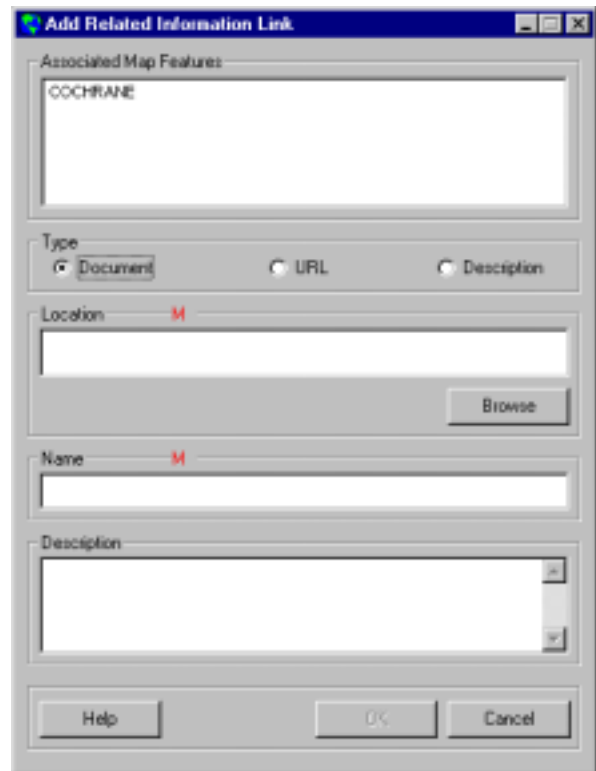 Add Related Information Link
Associated Map Features
COCHRANE
Type
Document URL Description
Location M
Browse
Name M
Description
Help OK Cancel